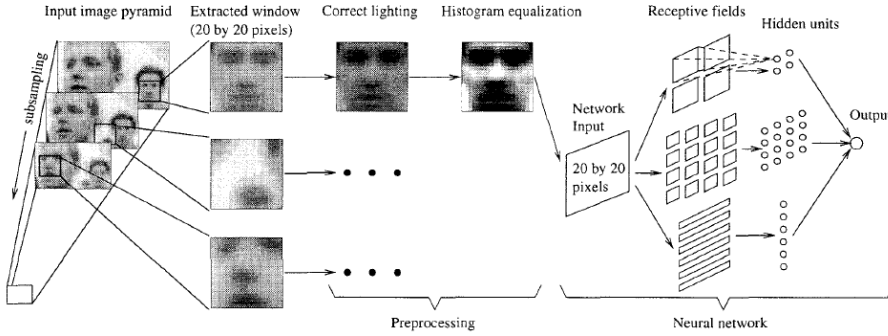 Input image pyramid
Extracted window
(20 by 20 pixels)
Correct lighting
Histogram equalization
Receptive fields
Hidden units
subsampling
Network
Input
20 by 20
pixels
Output
Preprocessing
Neural network